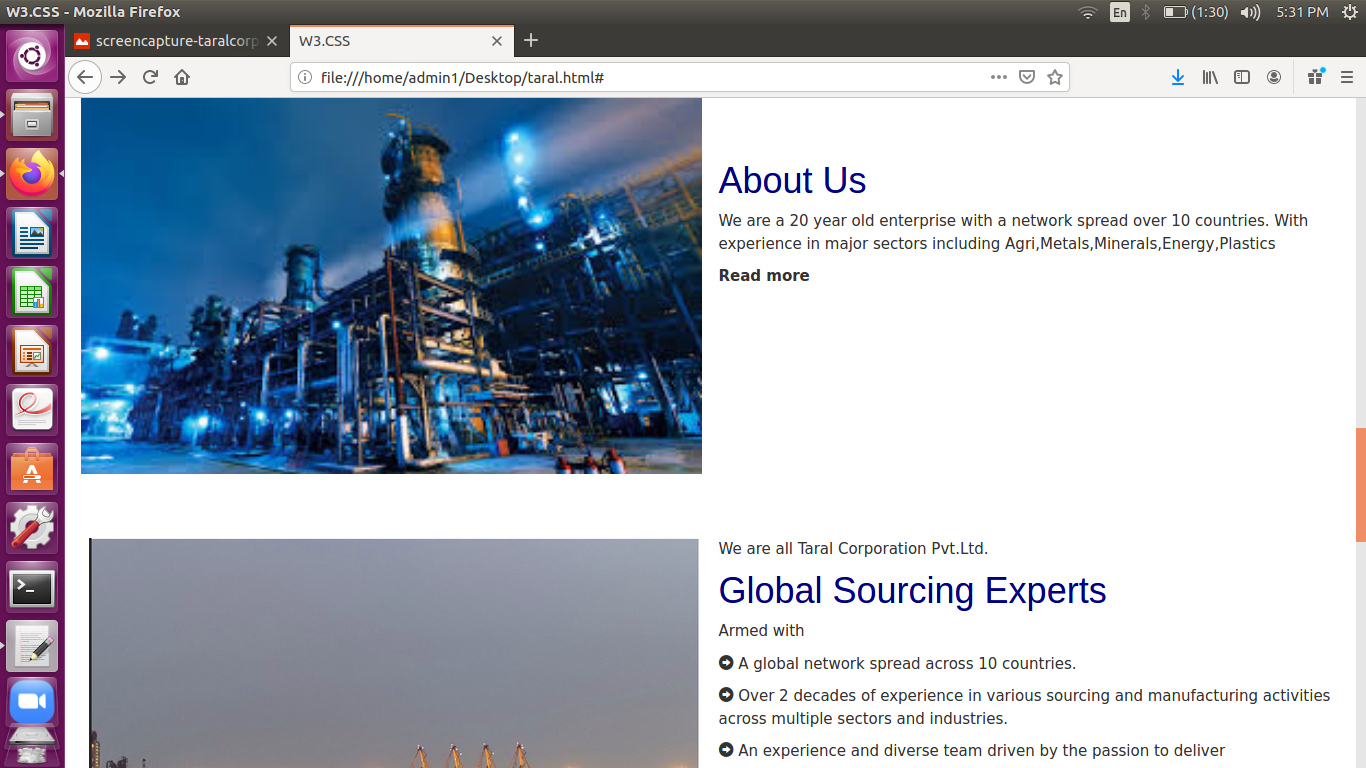 W3.CSS - Mozilla Firefox
En
(1:30)
5:31 PM
screencapture-taralcorp
W3.CSS
file:///home/admin1/Desktop/taral.html#
About Us
We are a 20 year old enterprise with a network spread over 10 countries. With
experience in major sectors including Agri,Metals,Minerals,Energy,Plastics
Read more
We are all Taral Corporation Pvt.Ltd.
Global Sourcing Experts
Armed with
A global network spread across 10 countries.
Over 2 decades of experience in various sourcing and manufacturing activities
across multiple sectors and industries.
An experience and diverse team driven by the passion to deliver